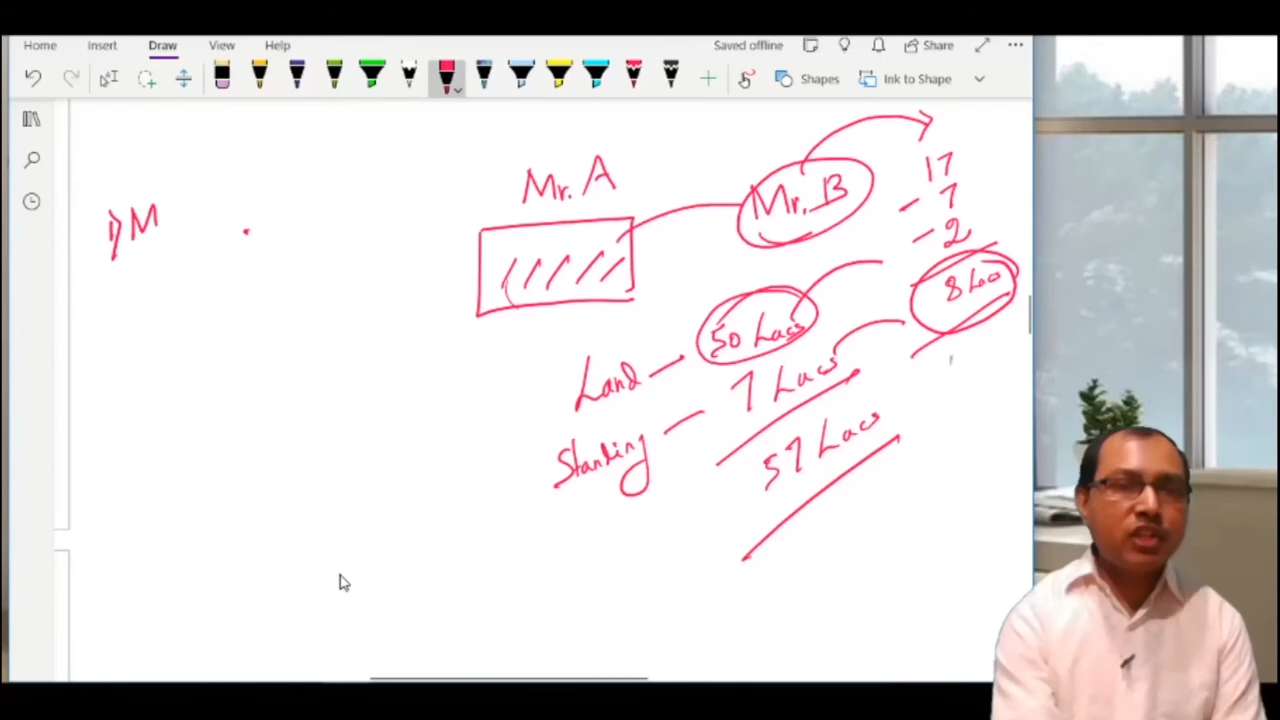 Home Insert Draw View Help Saved offline Share
Shapes Ink to Shape
1) M
Mr. A
Mr. B
17
- 7
- 2
8 Lac
Land - 50 Lacs
Standing - 7 Lacs
57 Lacs